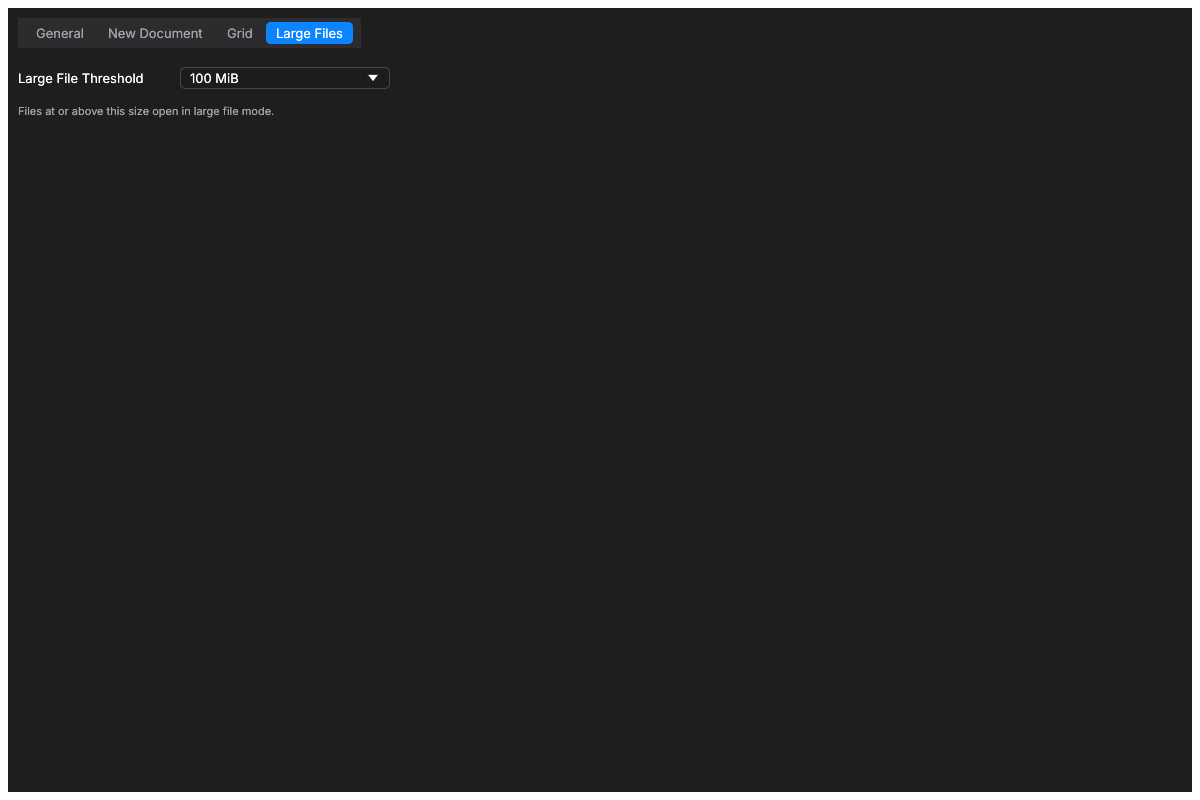 General New Document Grid Large Files
Large File Threshold 100 MiB
Files at or above this size open in large file mode.